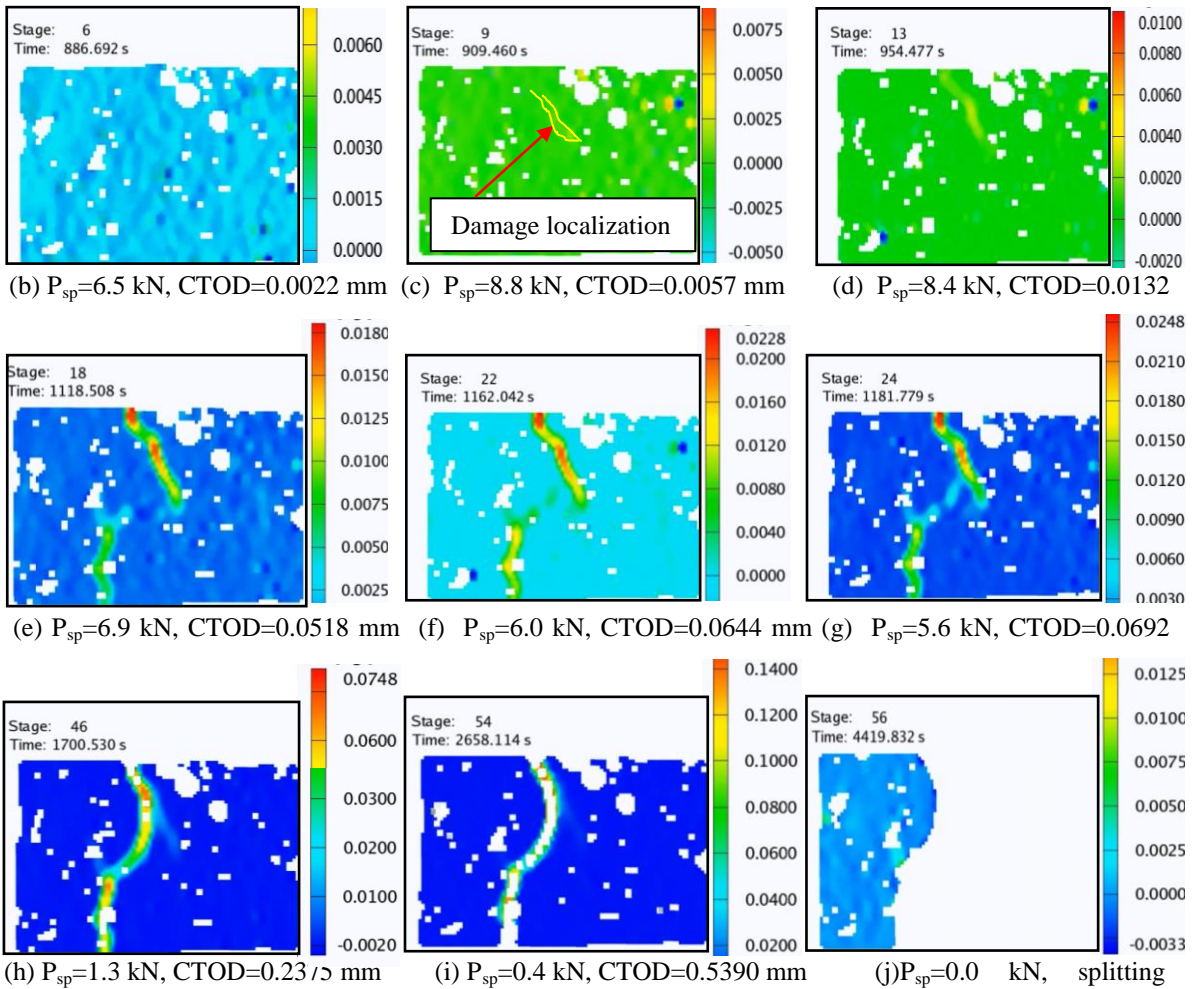 Stage: 6
Time: 886.692 s
0.0060
0.0045
0.0030
0.0015
0.0000
Stage: 9
Time: 909.460 s
Damage localization
0.0075
0.0050
0.0000
-0.0025
-0.0050
Stage: 13
Time: 954.477 s
0.0100
0.0080
0.0060
0.0040
0.0020
0.0000
-0.0020
(b) Psp=6.5 kN, CTOD=0.0022 mm
(c) Psp=8.8 kN, CTOD=0.0057 mm
(d) Psp=8.4 kN, CTOD=0.0132
Stage: 18
Time: 1118.508 s
0.0180
0.0150
0.0125
0.0100
0.0075
0.0050
0.0025
Stage: 22
Time: 1162.042 s
0.0228
0.0200
0.0160
0.0120
0.0080
0.0040
0.0000
Stage: 24
Time: 1181.779 s
0.0248
0.0210
0.0180
0.0150
0.0120
0.0090
0.0060
0.0030
(e) Psp=6.9 kN, CTOD=0.0518 mm
(f) Psp=6.0 kN, CTOD=0.0644 mm
(g) Psp=5.6 kN, CTOD=0.0692
Stage: 46
Time: 1700.530 s
0.0748
0.0600
0.0300
0.0200
0.0100
-0.0020
Stage: 54
Time: 2658.114 s
0.1400
0.1200
0.1000
0.0800
0.0600
0.0400
0.0200
Stage: 56
Time: 4419.832 s
0.0125
0.0100
0.0075
0.0050
0.0025
0.0000
-0.0033
(h) Psp=1.3 kN, CTOD=0.2375 mm
(i) Psp=0.4 kN, CTOD=0.5390 mm
(j)Psp=0.0 kN, splitting